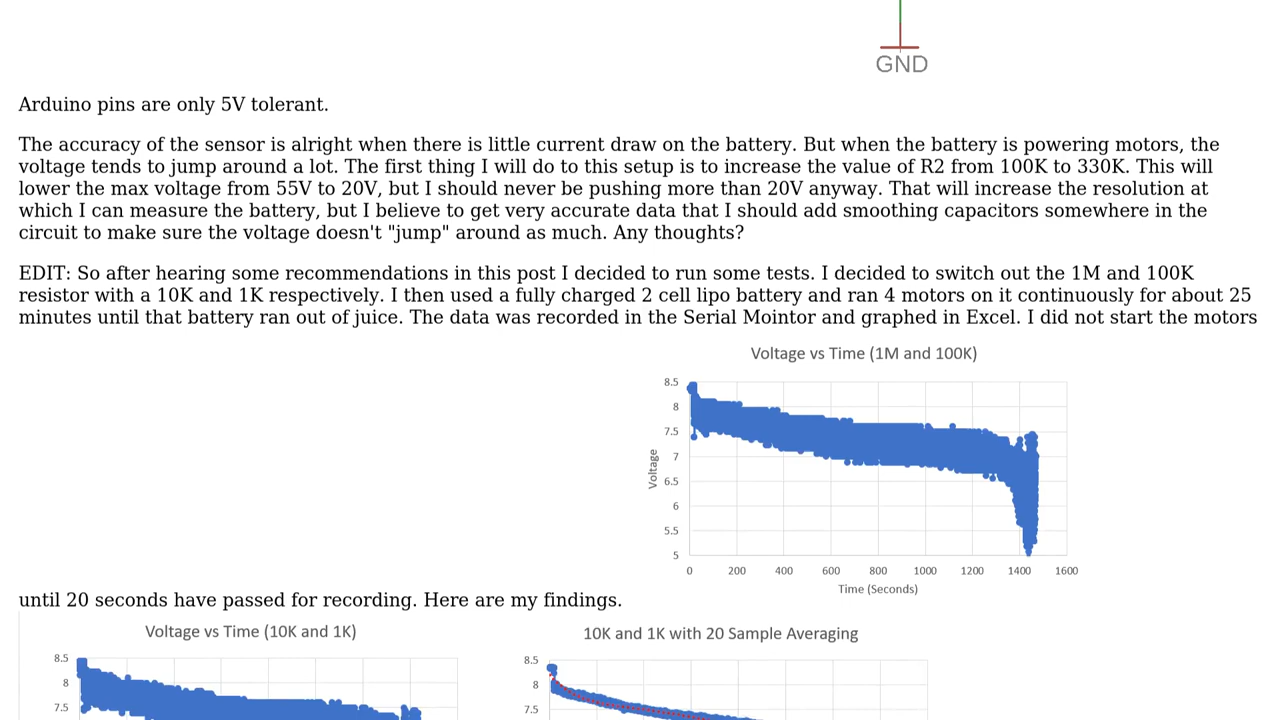 GND
Arduino pins are only 5V tolerant.
The accuracy of the sensor is alright when there is little current draw on the battery. But when the battery is powering motors, the
voltage tends to jump around a lot. The first thing I will do to this setup is to increase the value of R2 from 100K to 330K. This will
lower the max voltage from 55V to 20V, but I should never be pushing more than 20V anyway. That will increase the resolution at
which I can measure the battery, but I believe to get very accurate data that I should add smoothing capacitors somewhere in the
circuit to make sure the voltage doesn't "jump" around as much. Any thoughts?
EDIT: So after hearing some recommendations in this post I decided to run some tests. I decided to switch out the 1M and 100K
resistor with a 10K and 1K respectively. I then used a fully charged 2 cell lipo battery and ran 4 motors on it continuously for about 25
minutes until that battery ran out of juice. The data was recorded in the Serial Mointor and graphed in Excel. I did not start the motors
Voltage vs Time (1M and 100K)
8.5
8
7.5
7
6.5
6
5.5
5
Voltage
0 200 400 600 800 1000 1200 1400 1600
Time (Seconds)
until 20 seconds have passed for recording. Here are my findings.
Voltage vs Time (10K and 1K)
8.5
8
7.5
10K and 1K with 20 Sample Averaging
8.5
8
7.5